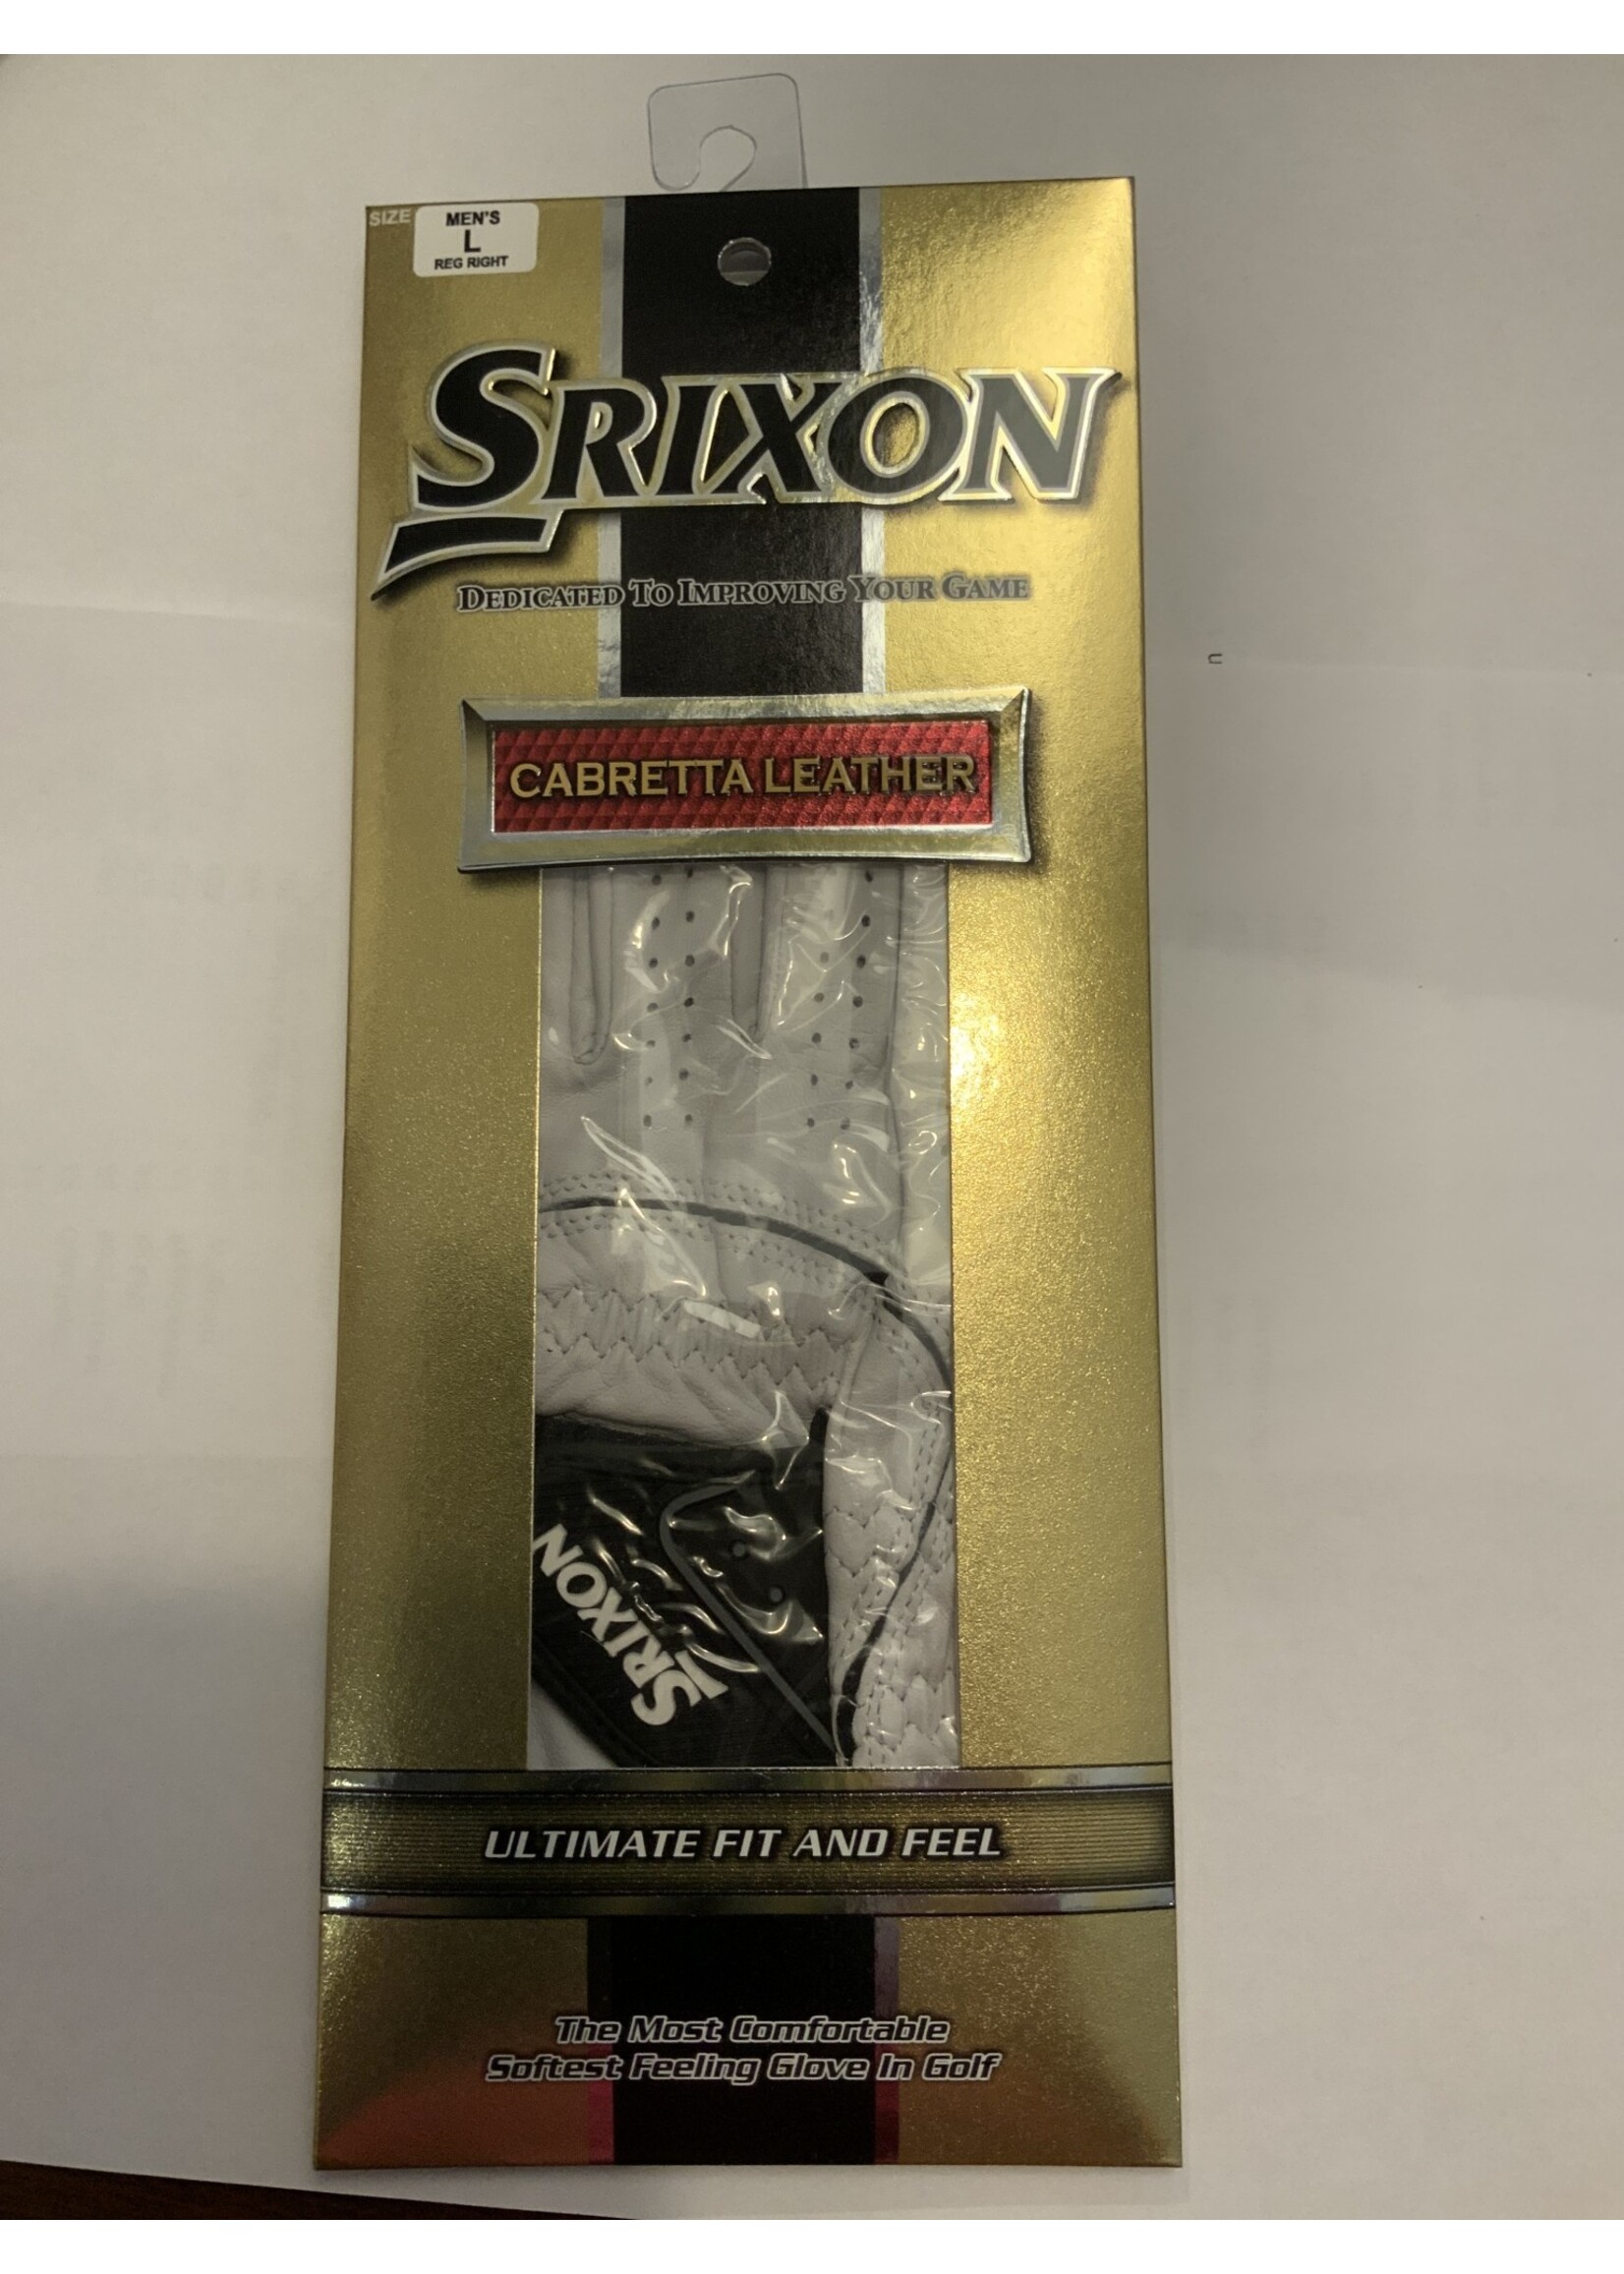 SIZE
MEN'S
L
REG RIGHT
SRIXON
DEDICATED TO IMPROVING YOUR GAME
CABRETTA LEATHER
SRIXON
ULTIMATE FIT AND FEEL
The Most Comfortable
Softest Feeling Glove In Golf